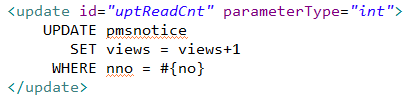 <update id="uptReadCnt" parameterType="int">
UPDATE pmsnotice
SET views = views+1
WHERE nno = #{no}
</update>